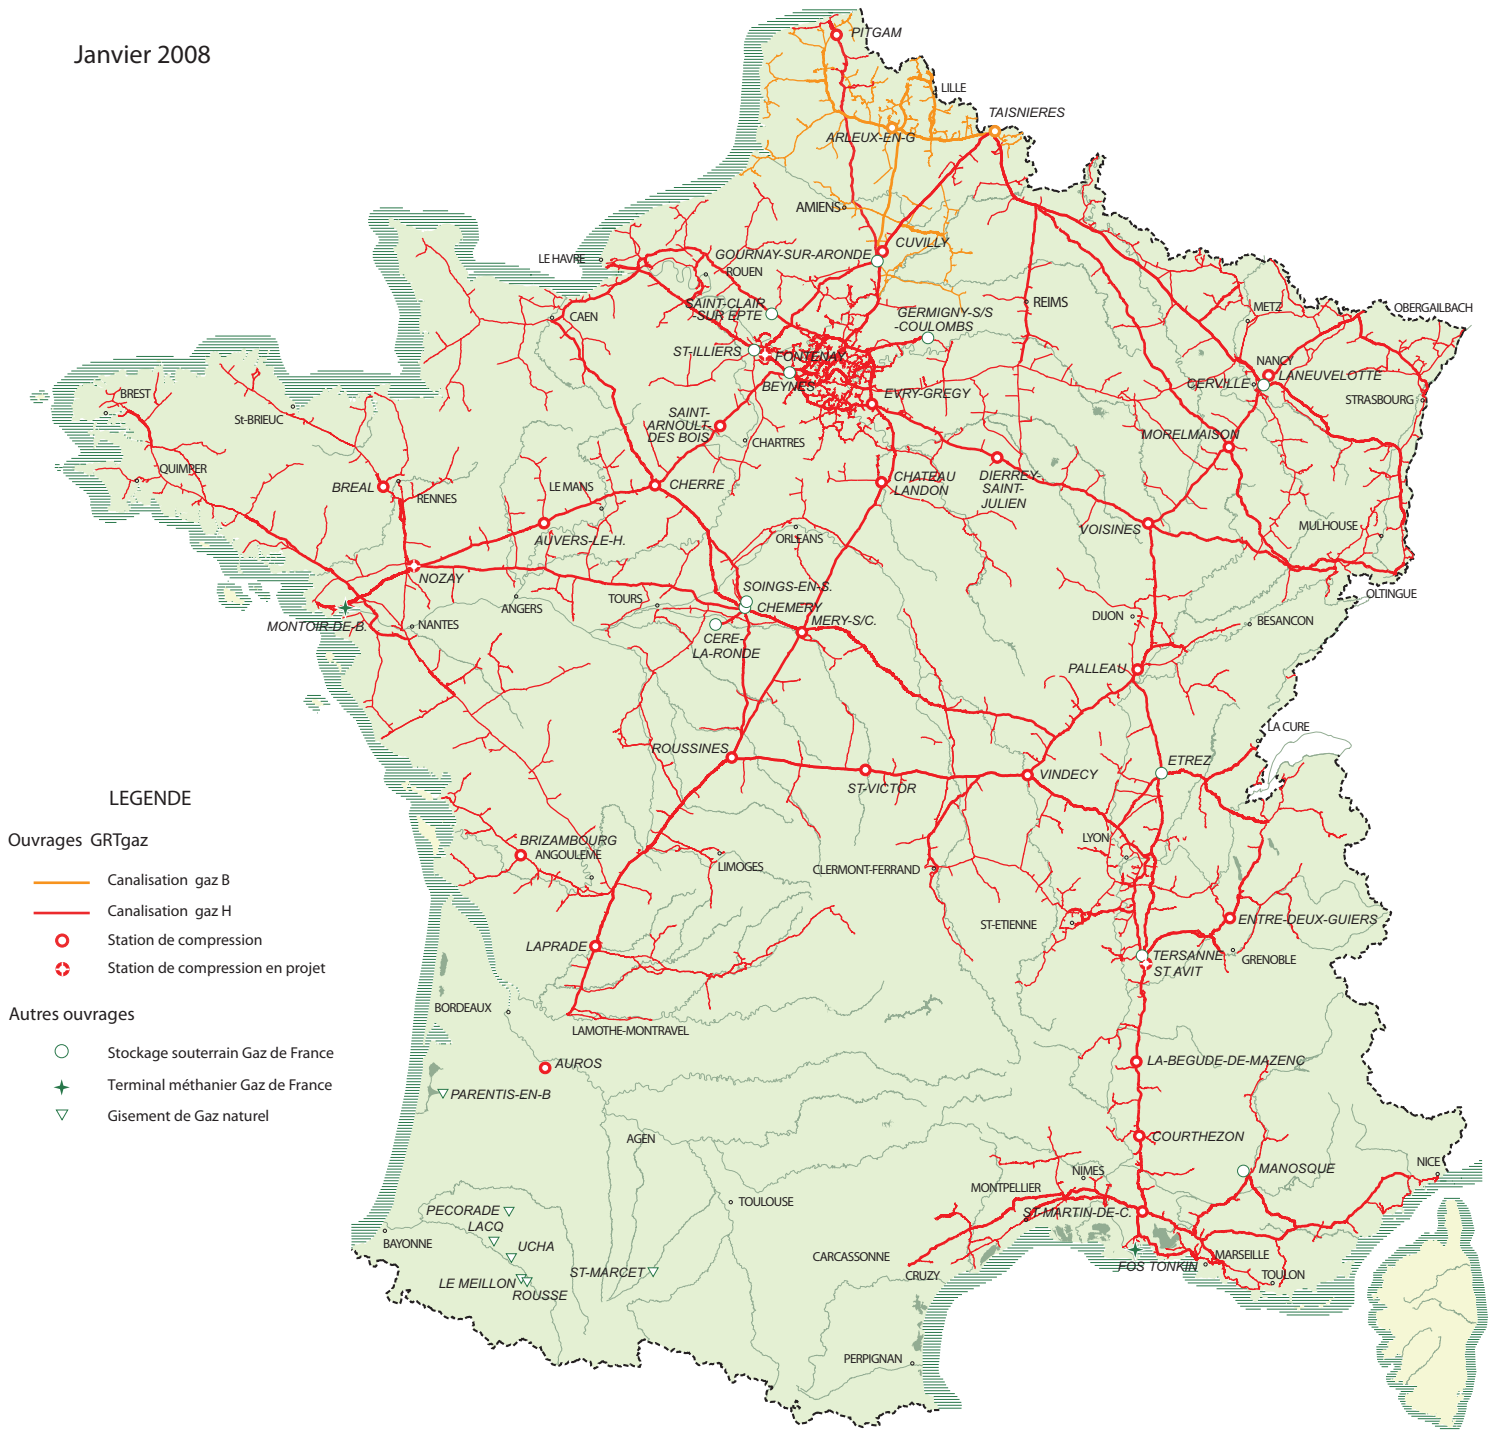 Janvier 2008
PITGAM
LILLE
TAISNIERES
ARLEUX-EN-G
AMIENS
CUVILLY
GOURNAY-SUR-ARONDE
LE HAVRE
ROUEN
SAINT-CLAIR
-SUR EPTE
CAEN
GERMIGNY-S/S
-COULOMBS
REIMS
METZ
OBERGAILBACH
ST-ILLIERS
FONTENAY
BEYNES
NANCY
LANEUVELOTTE
CERVILLE
STRASBOURG
EVRY-GREGY
BREST
St-BRIEUC
SAINT-
ARNOULT-
DES BOIS
CHARTRES
MORELMAISON
QUIMPER
BREAL
RENNES
LE MANS
CHERRE
CHATEAU
LANDON
DIERREY-
SAINT-
JULIEN
VOISINES
MULHOUSE
AUVERS-LE-H.
ORLEANS
NOZAY
SOINGS-EN-S.
CHEMERY
OLTINGUE
ANGERS
TOURS
MONTOIR-DE-B.
NANTES
MERY-S/C.
CERE-
LA-RONDE
DIJON
BESANCON
PALLEAU
LA CURE
ROUSSINES
ST-VICTOR
VINDECY
ETREZ
LEGENDE
Ouvrages GRTgaz
Canalisation gaz B
Canalisation gaz H
Station de compression
Station de compression en projet
Autres ouvrages
Stockage souterrain Gaz de France
Terminal méthanier Gaz de France
Gisement de Gaz naturel
BRIZAMBOURG
ANGOULEME
LIMOGES
CLERMONT-FERRAND
LYON
ST-ETIENNE
ENTRE-DEUX-GUIERS
LAPRADE
TERSANNE
ST AVIT
GRENOBLE
BORDEAUX
LAMOTHE-MONTRAVEL
AUROS
PARENTIS-EN-B
LA-BEGUDE-DE-MAZENC
AGEN
COURTHEZON
MANOSQUE
NICE
NIMES
MONTPELLIER
TOULOUSE
PECORADE
LACQ
UCHA
BAYONNE
ST-MARTIN-DE-C.
CARCASSONNE
CRUZY
MARSEILLE
FOS TONKIN
TOULON
LE MEILLON
ROUSSE
ST-MARCET
PERPIGNAN